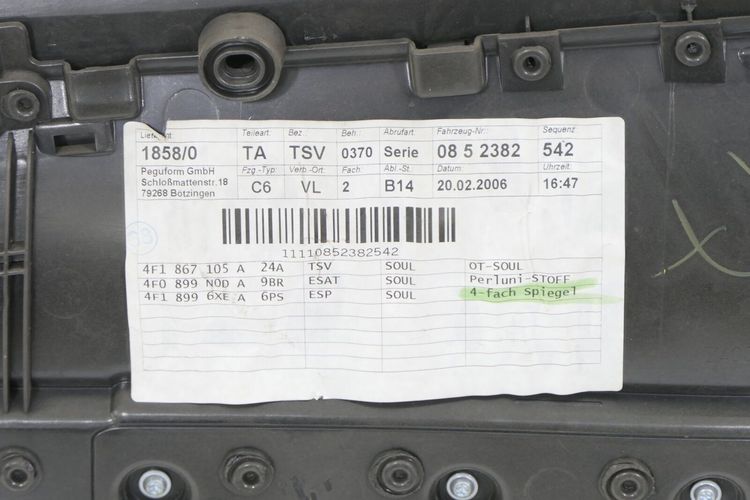 Lieferant Teileart. Bez. Beh.: Abrufart. Fahrzeug-Nr.: Sequenz
1858/0 TA TSV 0370 Serie 08 5 2382 542
Peguform GmbH Fzg.-Typ: Verb.-Ort: Fach: Abl.-St. Datum: Uhrzeit:
Schloßmattenstr.18 C6 VL 2 B14 20.02.2006 16:47
79268 Bötzingen
11110852382542
4F1 867 105 A 24A TSV SOUL OT-SOUL
4F0 899 N0D A 9BR ESAT SOUL Perluni-STOFF
4F1 899 6XE A 6PS ESP SOUL 4-fach Spiegel